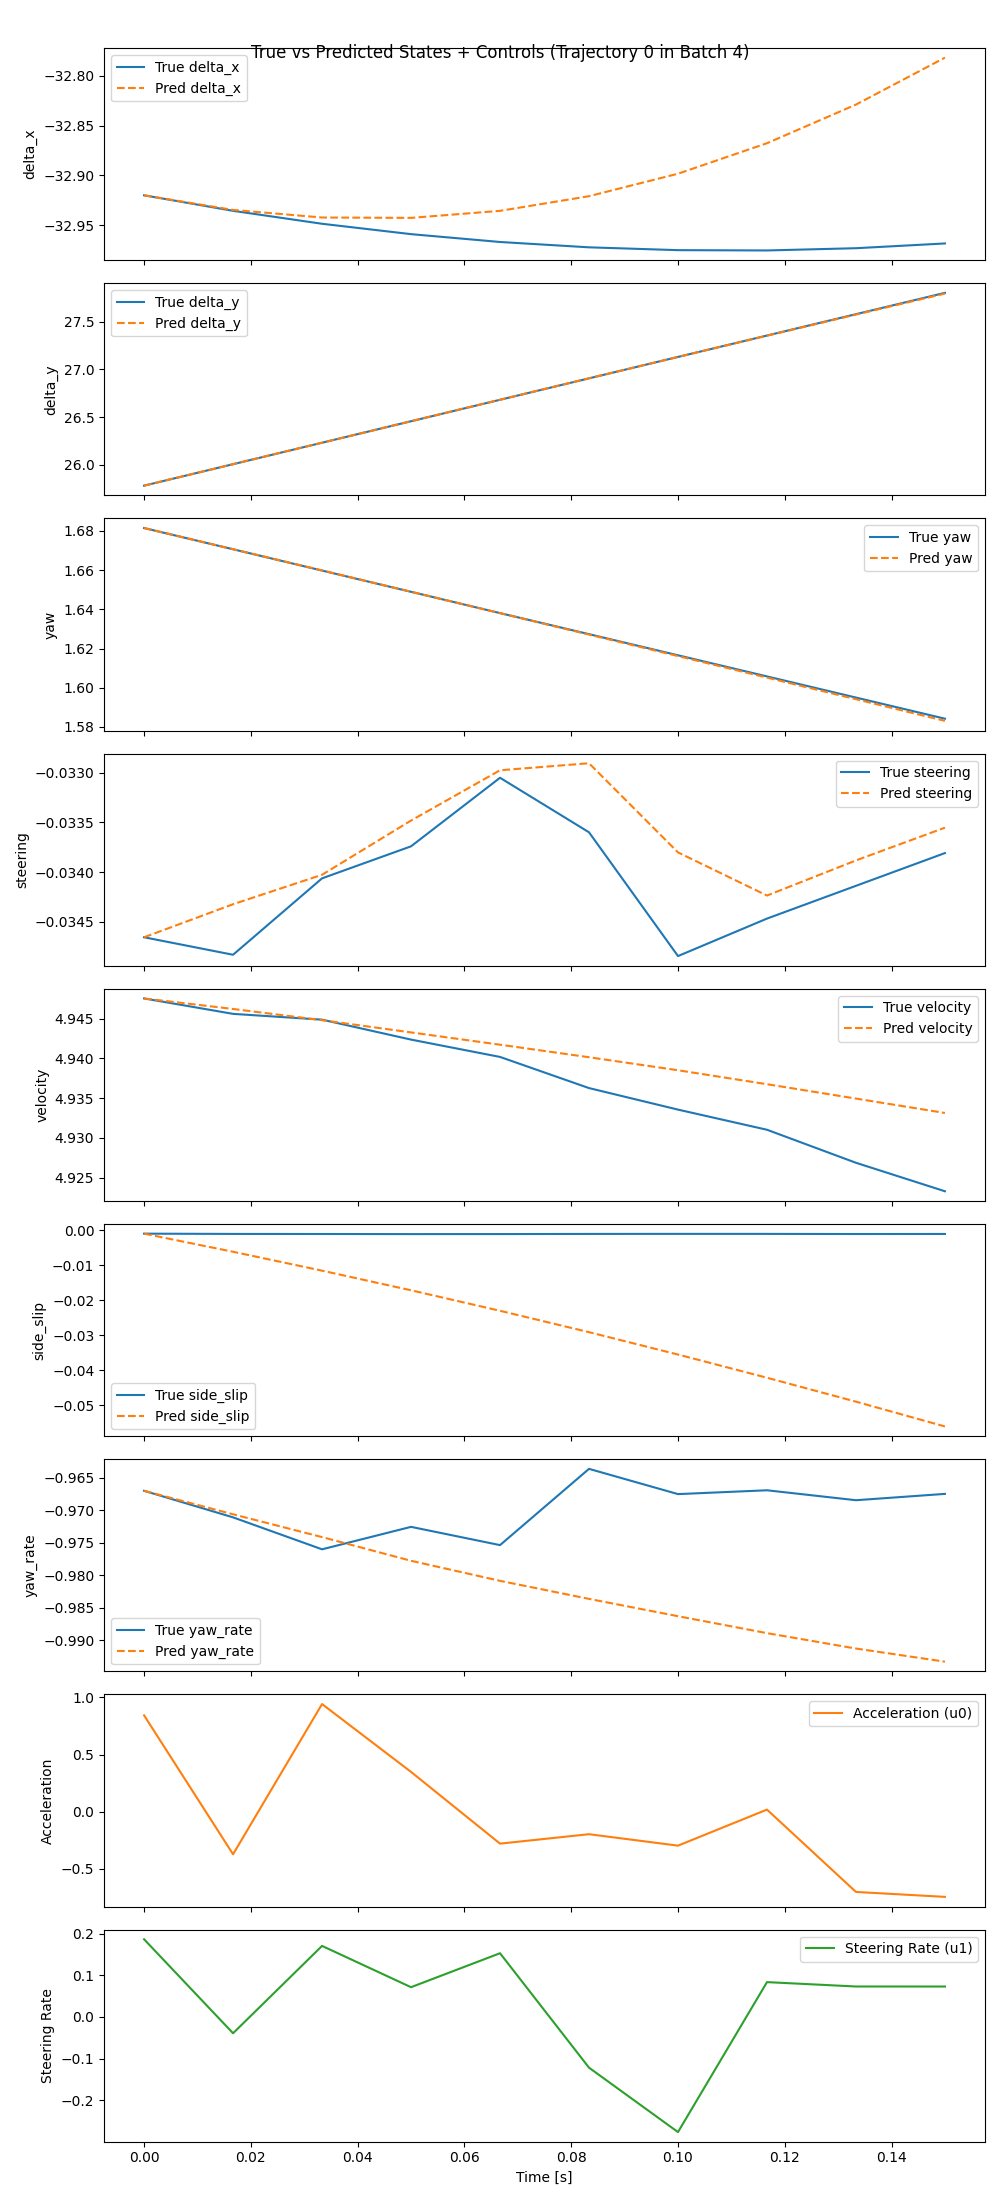 True vs Predicted States + Controls (Trajectory 0 in Batch 4)
True delta_x
Pred delta_x
−32.80
−32.85
−32.90
−32.95
delta_x
True delta_y
Pred delta_y
27.5
27.0
26.5
26.0
delta_y
True yaw
Pred yaw
1.68
1.66
1.64
1.62
1.60
1.58
yaw
True steering
Pred steering
−0.0330
−0.0335
−0.0340
−0.0345
steering
True velocity
Pred velocity
4.945
4.940
4.935
4.930
4.925
velocity
0.00
−0.01
−0.02
−0.03
−0.04
−0.05
side_slip
True side_slip
Pred side_slip
−0.965
−0.970
−0.975
−0.980
−0.985
−0.990
yaw_rate
True yaw_rate
Pred yaw_rate
Acceleration (u0)
1.0
0.5
0.0
−0.5
Acceleration
Steering Rate (u1)
0.2
0.1
0.0
−0.1
−0.2
Steering Rate
0.00 0.02 0.04 0.06 0.08 0.10 0.12 0.14
Time [s]